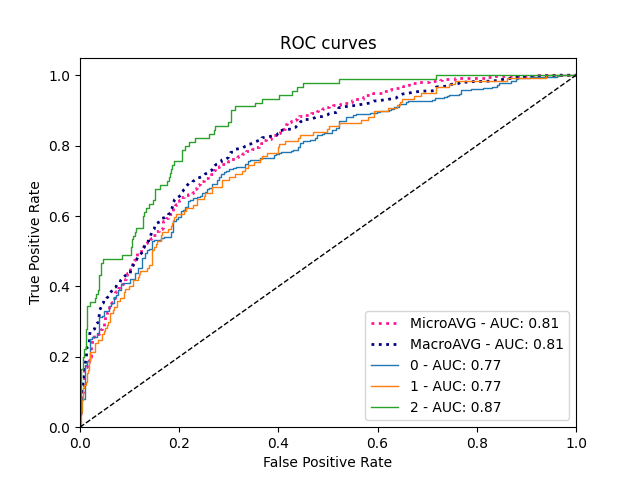 ROC curves
True Positive Rate
1.0
0.8
0.6
0.4
0.2
0.0
MicroAVG - AUC: 0.81
MacroAVG - AUC: 0.81
0 - AUC: 0.77
1 - AUC: 0.77
2 - AUC: 0.87
0.0 0.2 0.4 0.6 0.8 1.0
False Positive Rate